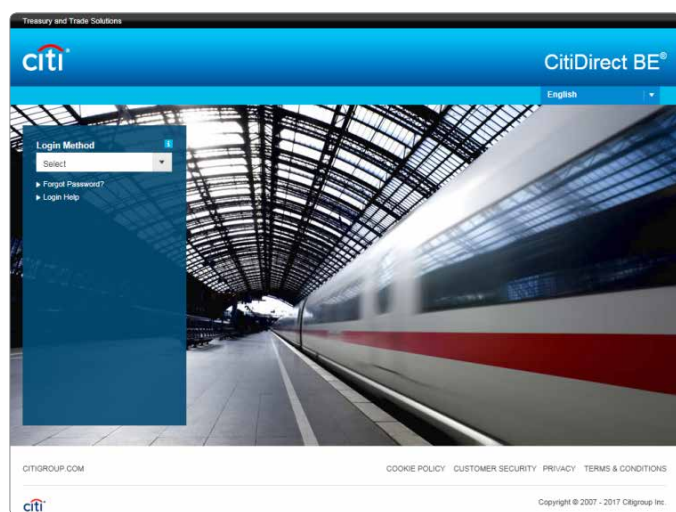 Treasury and Trade Solutions
citi
CitiDirect BE®
English
Login Method
Select
Forgot Password?
Login Help
CITIGROUP.COM
COOKIE POLICY CUSTOMER SECURITY PRIVACY TERMS & CONDITIONS
citi
Copyright © 2007 - 2017 Citigroup Inc.